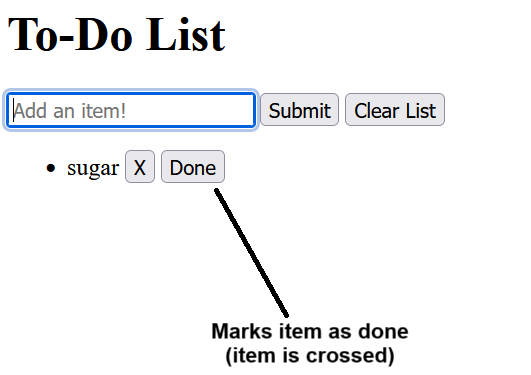 To-Do List
Add an item! Submit Clear List
sugar X Done
Marks item as done
(item is crossed)